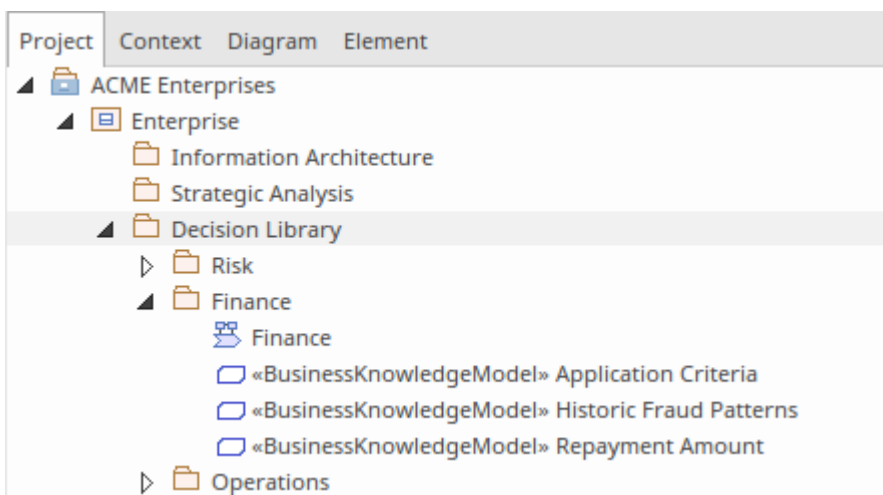 Project Context Diagram Element
ACME Enterprises
Enterprise
Information Architecture
Strategic Analysis
Decision Library
Risk
Finance
Finance
«BusinessKnowledgeModel» Application Criteria
«BusinessKnowledgeModel» Historic Fraud Patterns
«BusinessKnowledgeModel» Repayment Amount
Operations